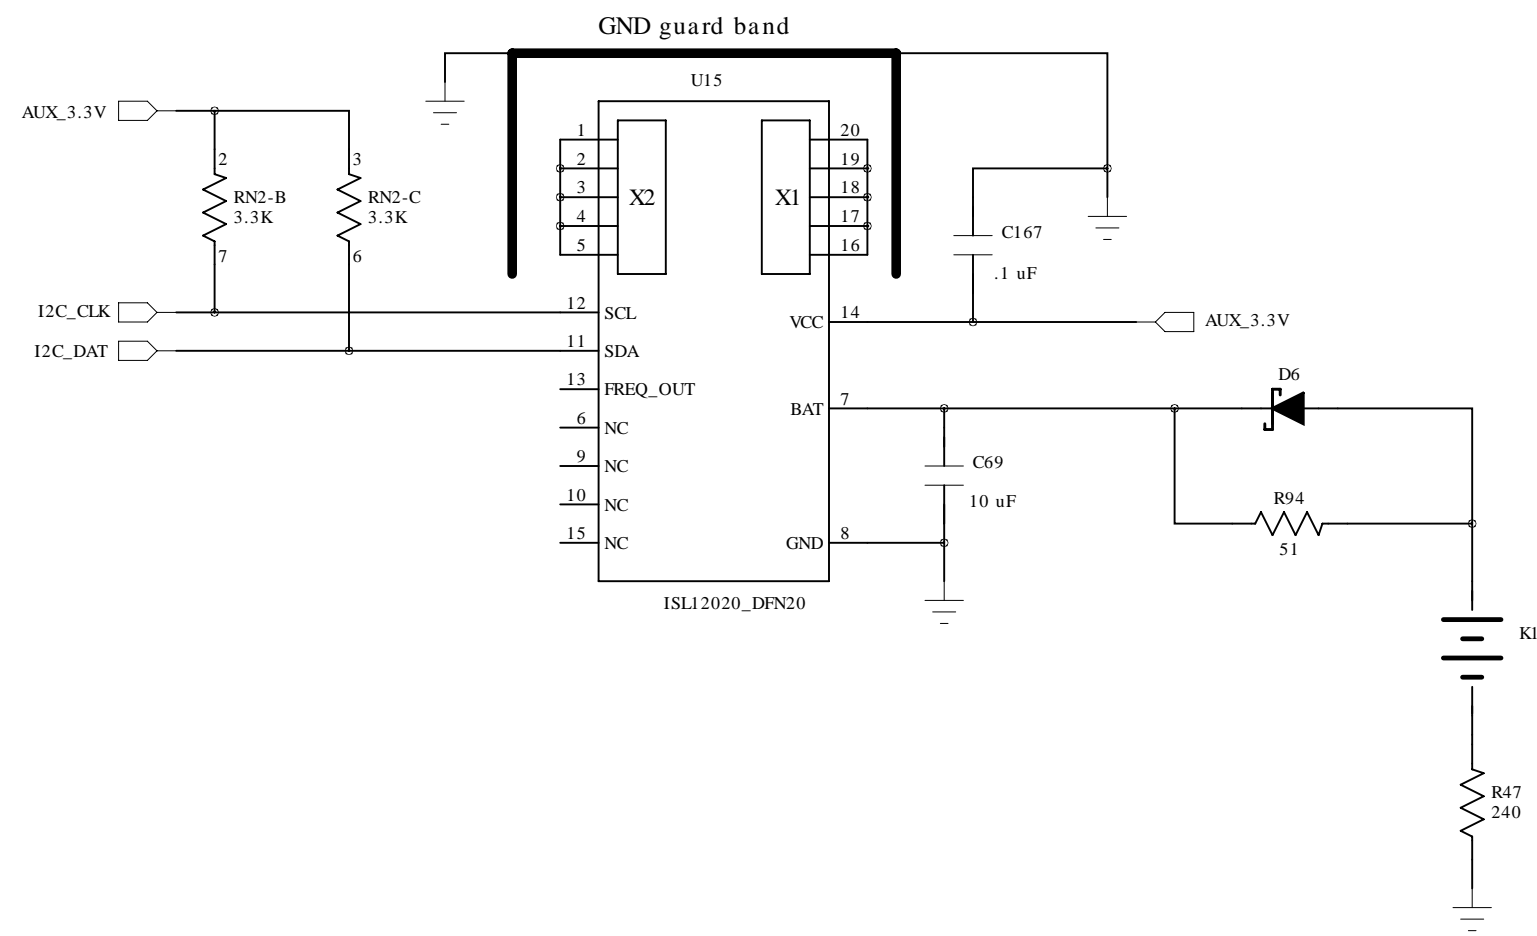 GND guard band
U15
AUX_3.3V
1
20
2
3
2
19
RN2-B
3.3K
RN2-C
3.3K
3
X2
X1
18
4
17
5
16
7
6
C167
.1 uF
I2C_CLK
12
SCL
VCC
14
AUX_3.3V
I2C_DAT
11
SDA
13
FREQ_OUT
D6
BAT
7
6
NC
9
NC
C69
10 uF
10
NC
R94
51
15
NC
GND
8
ISL12020_DFN20
K1
R47
240